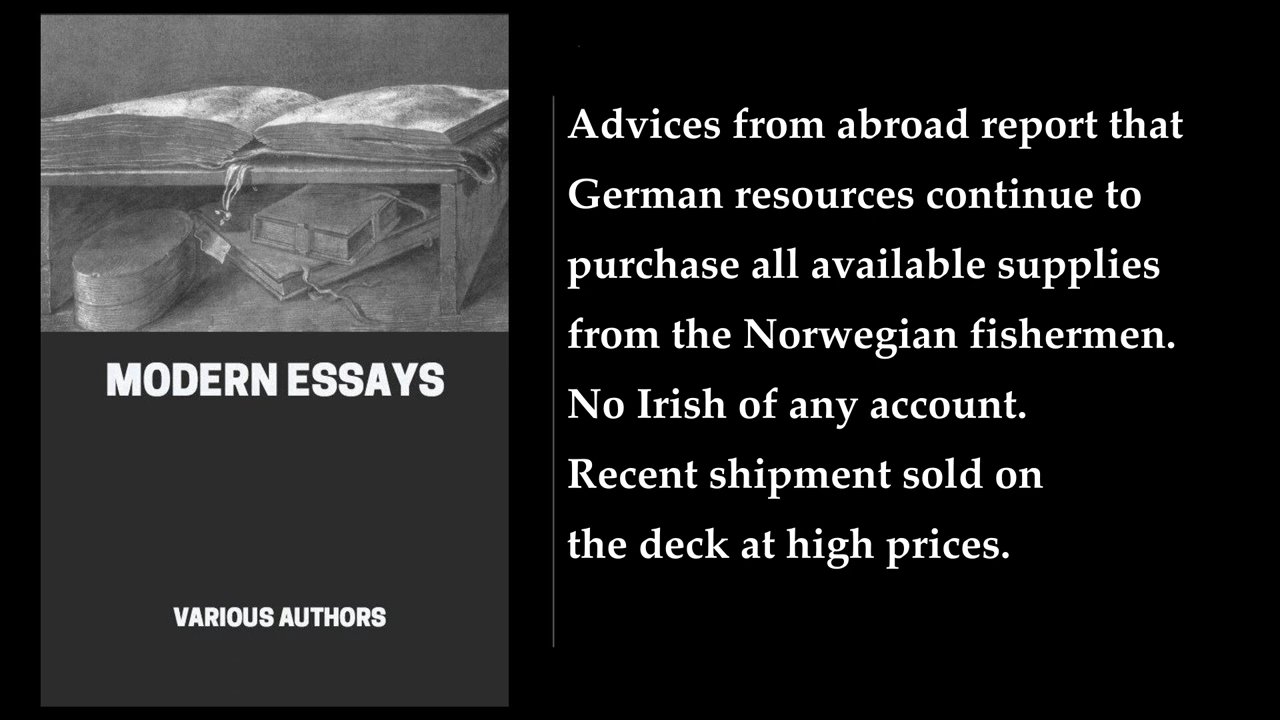 MODERN ESSAYS
VARIOUS AUTHORS
Advices from abroad report that
German resources continue to
purchase all available supplies
from the Norwegian fishermen.
No Irish of any account.
Recent shipment sold on
the deck at high prices.